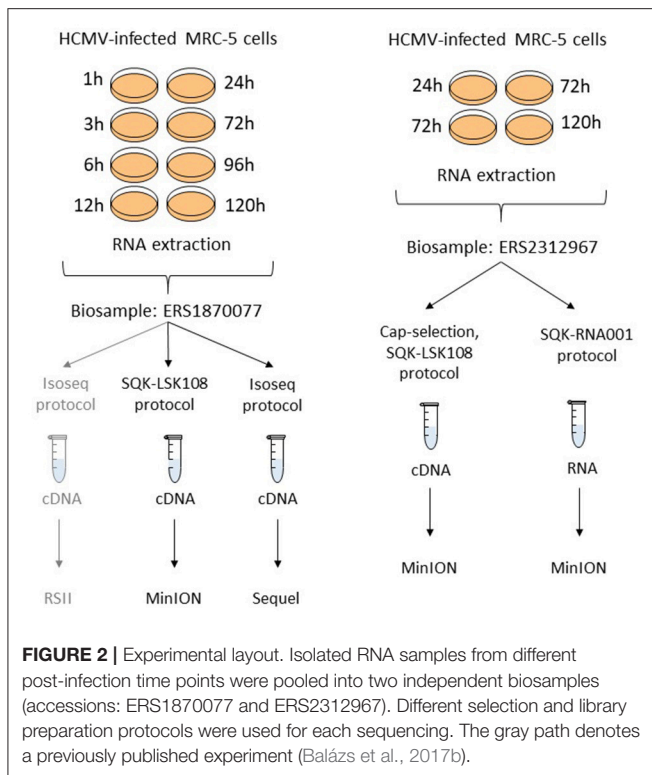 HCMV-infected MRC-5 cells
1h 24h
3h 72h
6h 96h
12h 120h
RNA extraction
Biosample: ERS1870077
Isoseq protocol
SQK-LSK108 protocol
Isoseq protocol
cDNA cDNA cDNA
RSII MinION Sequel
HCMV-infected MRC-5 cells
24h 72h
72h 120h
RNA extraction
Biosample: ERS2312967
Cap-selection,
SQK-LSK108
protocol
SQK-RNA001
protocol
cDNA RNA
MinION MinION
FIGURE 2 | Experimental layout. Isolated RNA samples from different
post-infection time points were pooled into two independent biosamples
(accessions: ERS1870077 and ERS2312967). Different selection and library
preparation protocols were used for each sequencing. The gray path denotes
a previously published experiment (Balázs et al., 2017b).